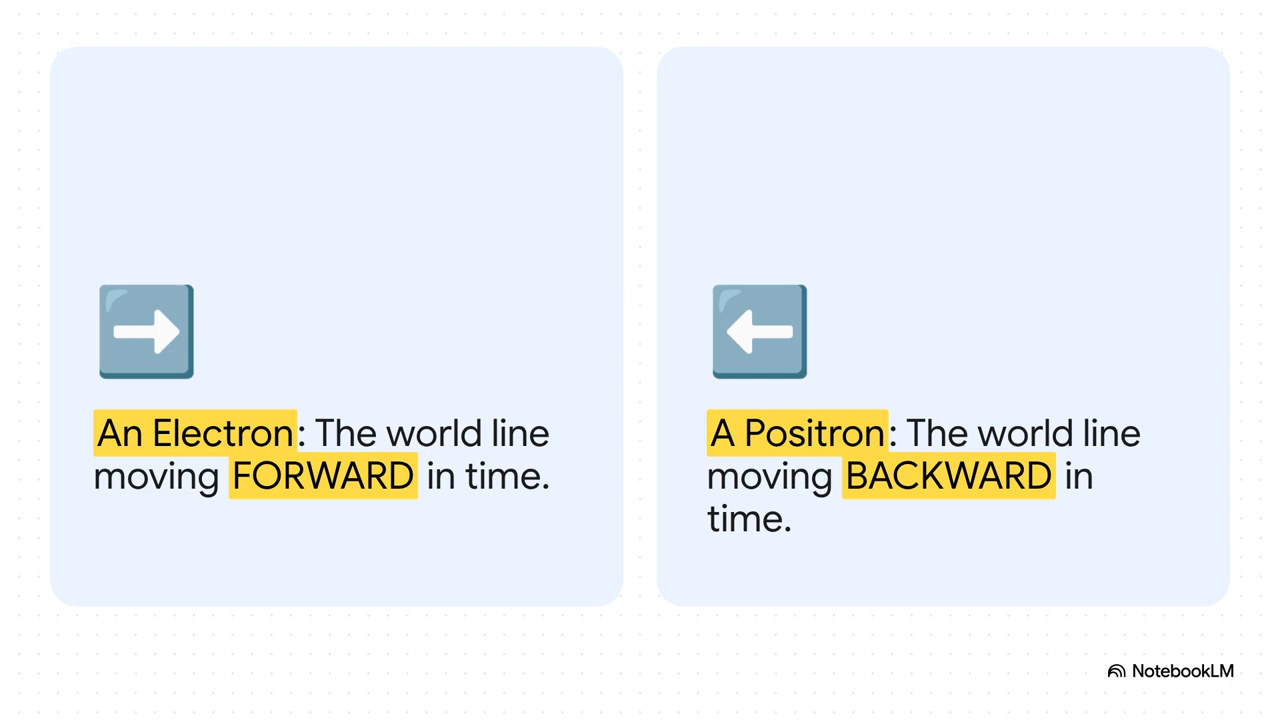 An Electron: The world line
moving FORWARD in time.
A Positron: The world line
moving BACKWARD in
time.
NotebookLM